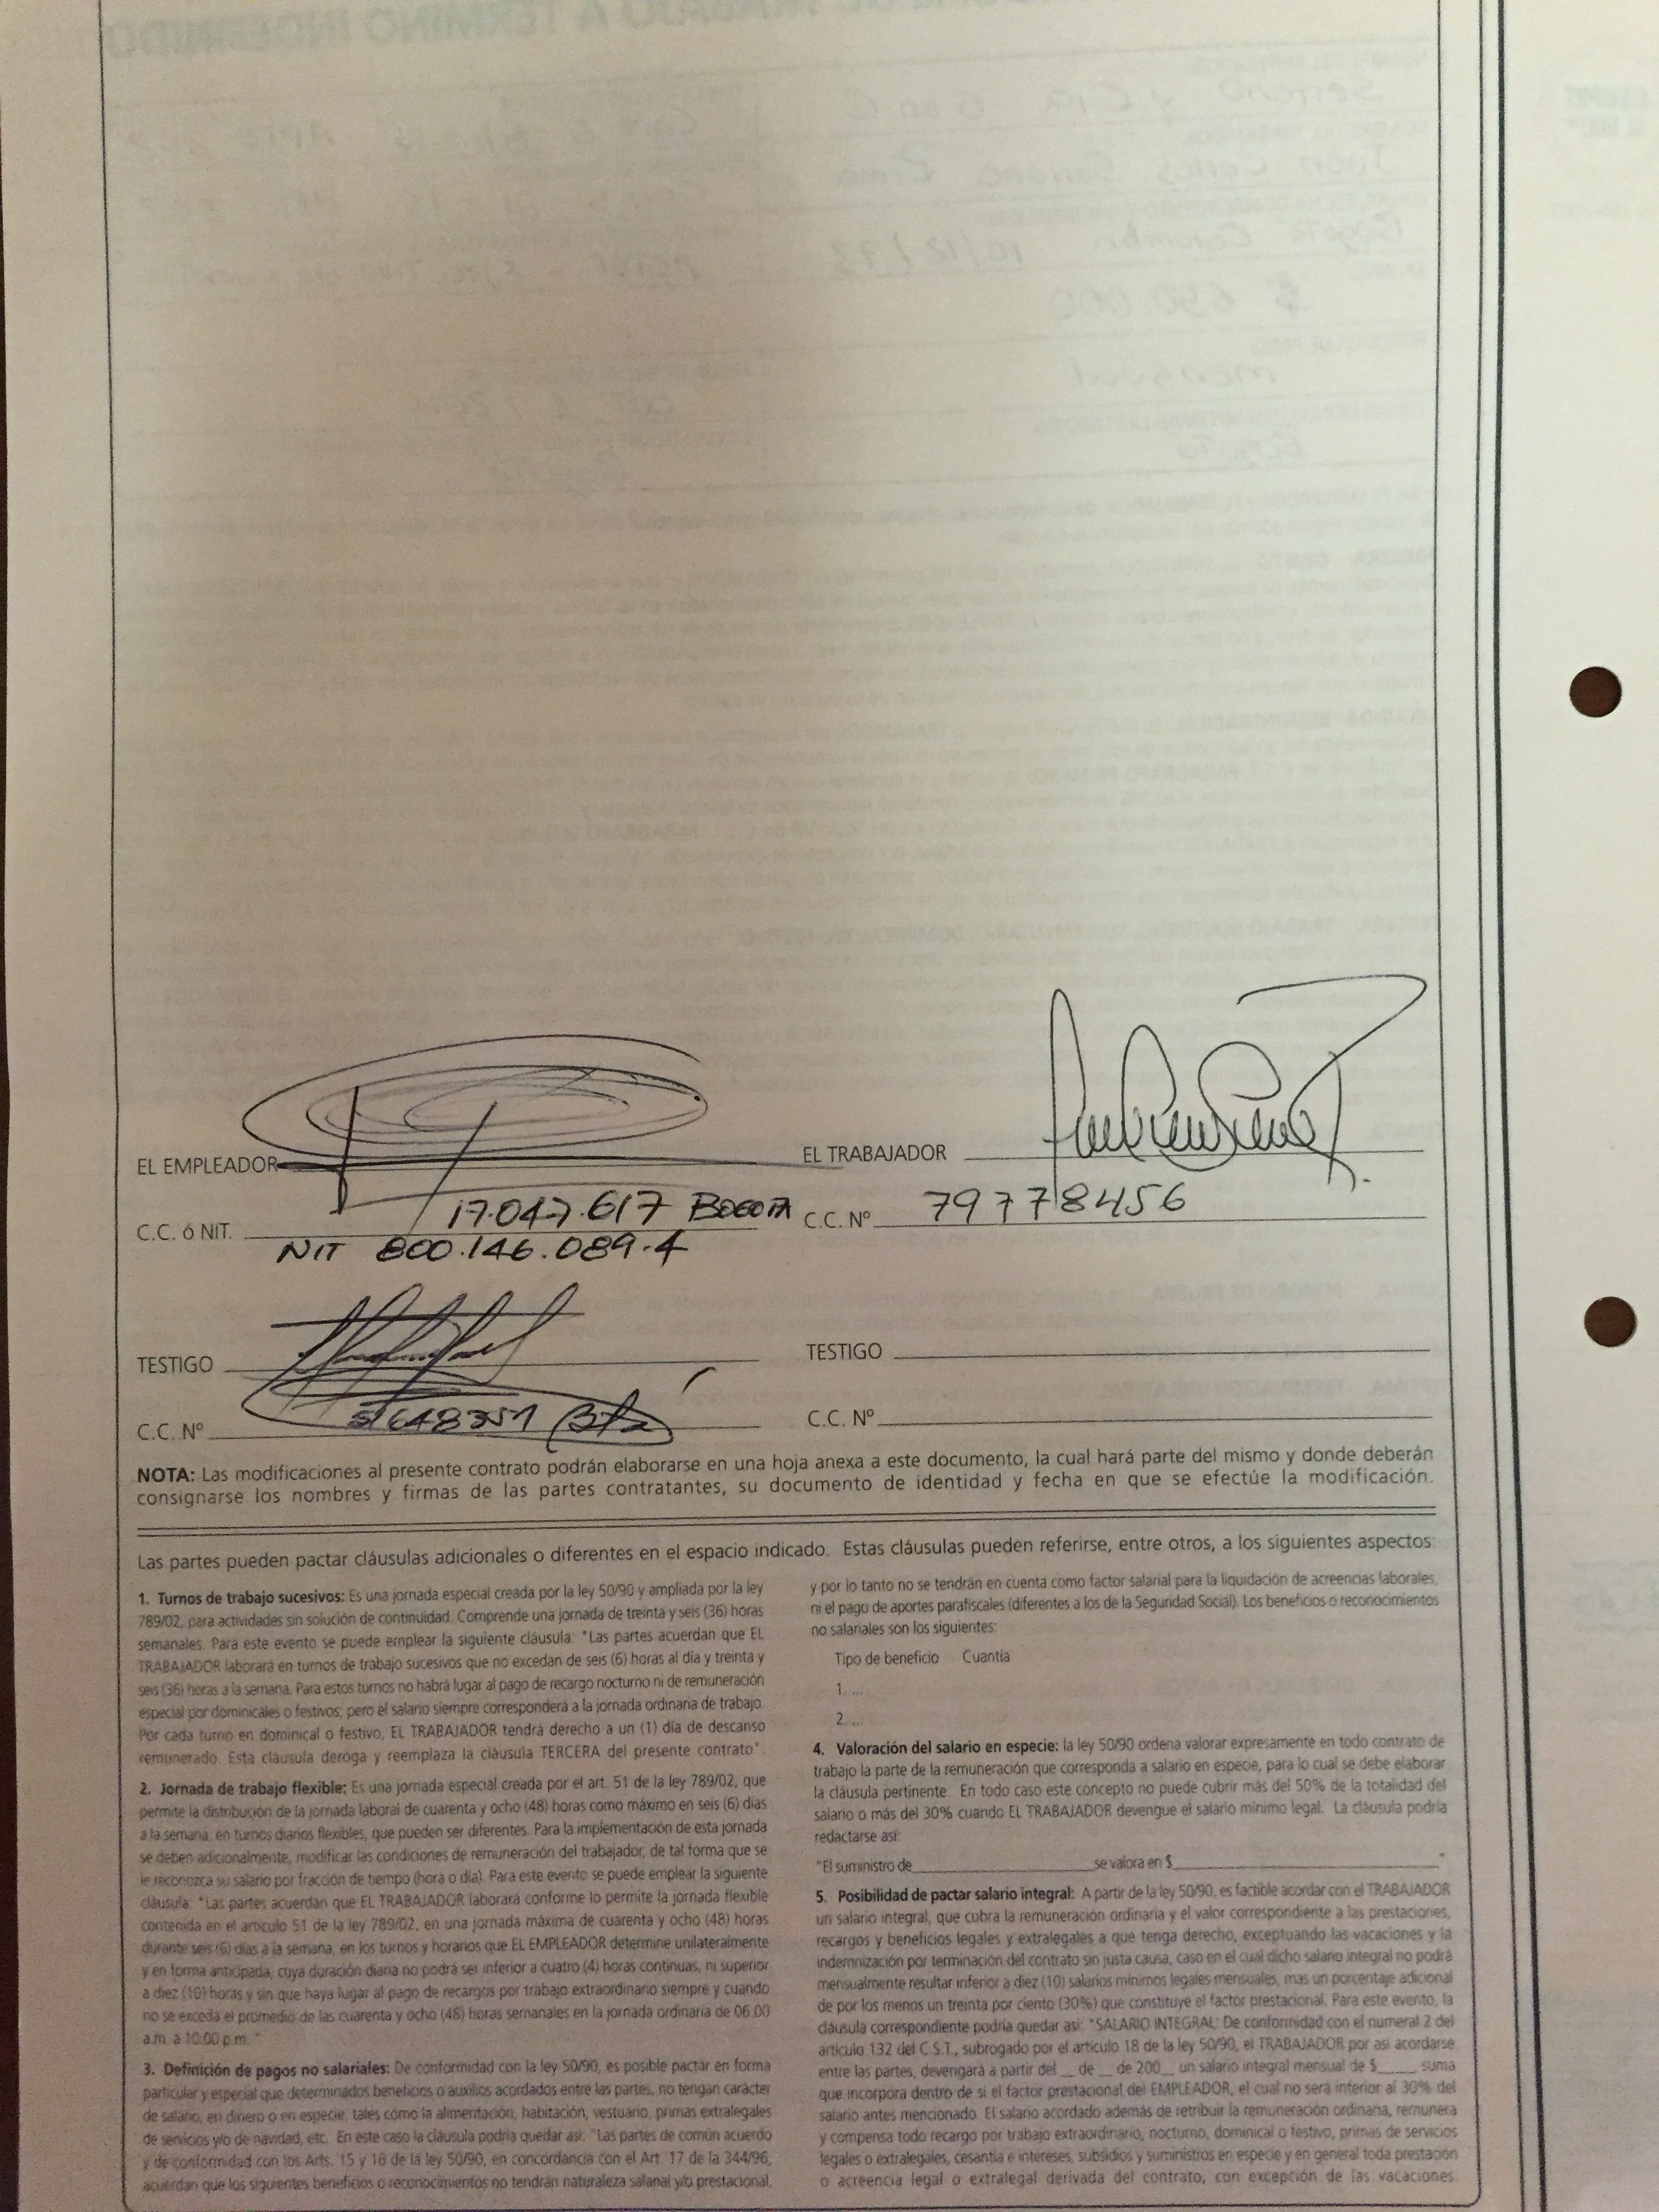 EL EMPLEADOR
EL TRABAJADOR
17.047.617 BOGOTA
C.C. ó NIT.
C.C. Nº 79778456
NIT 800.146.089.4
TESTIGO
TESTIGO
C.C. Nº
C.C. Nº
NOTA: Las modificaciones al presente contrato podrán elaborarse en una hoja anexa a este documento, la cual hará parte del mismo y donde deberán
consignarse los nombres y firmas de las partes contratantes, su documento de identidad y fecha en que se efectúe la modificación.
Las partes pueden pactar cláusulas adicionales o diferentes en el espacio indicado. Estas cláusulas pueden referirse, entre otros, a los siguientes aspectos:
1. Turnos de trabajo sucesivos: Es una jornada especial creada por la ley 50/90 y ampliada por la ley
789/02, para actividades sin solución de continuidad. Comprende una jornada de treinta y seis (36) horas
semanales. Para este evento se puede emplear la siguiente cláusula: "Las partes acuerdan que EL
TRABAJADOR laborará en turnos de trabajo sucesivos que no excedan de seis (6) horas al día y treinta y
seis (36) horas a la semana. Para estos turnos no habrá lugar al pago de recargo nocturno ni de remuneración
especial por dominicales o festivos; pero el salario siempre corresponderá a la jornada ordinaria de trabajo.
Por cada turno en dominical o festivo, EL TRABAJADOR tendrá derecho a un (1) día de descanso
remunerado. Esta cláusula deroga y reemplaza la cláusula TERCERA del presente contrato".
2. Jornada de trabajo flexible: Es una jornada especial creada por el art. 51 de la ley 789/02, que
permite la distribución de la jornada laboral de cuarenta y ocho (48) horas como máximo en seis (6) días
a la semana, en turnos diarios flexibles, que pueden ser diferentes. Para la implementación de esta jornada
se deben adicionalmente, modificar las condiciones de remuneración del trabajador, de tal forma que se
le reconozca su salario por fracción de tiempo (hora o día). Para este evento se puede emplear la siguiente
cláusula: "Las partes acuerdan que EL TRABAJADOR laborará conforme lo permite la jornada flexible
contenida en el artículo 51 de la ley 789/02, en una jornada máxima de cuarenta y ocho (48) horas
durante seis (6) días a la semana, en los turnos y horarios que EL EMPLEADOR determine unilateralmente
y en forma anticipada, cuya duración diaria no podrá ser inferior a cuatro (4) horas continuas, ni superior
a diez (10) horas y sin que haya lugar al pago de recargos por trabajo extraordinario siempre y cuando
no se exceda el promedio de las cuarenta y ocho (48) horas semanales en la jornada ordinaria de 06.00
a.m. a 10:00 p.m. "
3. Definición de pagos no salariales: De conformidad con la ley 50/90, es posible pactar en forma
particular y especial que determinados beneficios o auxilios acordados entre las partes, no tengan carácter
de salario, en dinero o en especie, tales como la alimentación, habitación, vestuario, primas extralegales
de servicios y/o de navidad, etc. En este caso la cláusula podría quedar así: "Las partes de común acuerdo
y de conformidad con los Arts. 15 y 16 de la ley 50/90, en concordancia con el Art. 17 de la 344/96,
acuerdan que los siguientes beneficios o reconocimientos no tendrán naturaleza salarial y/o prestacional,
y por lo tanto no se tendrán en cuenta como factor salarial para la liquidación de acreencias laborales,
ni el pago de aportes parafiscales (diferentes a los de la Seguridad Social). Los beneficios o reconocimientos
no salariales son los siguientes:
Tipo de beneficio Cuantía
1. ...
2. ...
4. Valoración del salario en especie: la ley 50/90 ordena valorar expresamente en todo contrato de
trabajo la parte de la remuneración que corresponda a salario en especie, para lo cual se debe elaborar
la cláusula pertinente. En todo caso este concepto no puede cubrir más del 50% de la totalidad del
salario o más del 30% cuando EL TRABAJADOR devengue el salario mínimo legal. La cláusula podría
redactarse así:
"El suministro de______ se valora en $______"
5. Posibilidad de pactar salario integral: A partir de la ley 50/90, es factible acordar con el TRABAJADOR
un salario integral, que cubra la remuneración ordinaria y el valor correspondiente a las prestaciones,
recargos y beneficios legales y extralegales a que tenga derecho, exceptuando las vacaciones y la
indemnización por terminación del contrato sin justa causa, caso en el cual dicho salario integral no podrá
mensualmente resultar inferior a diez (10) salarios mínimos legales mensuales, mas un porcentaje adicional
de por los menos un treinta por ciento (30%) que constituye el factor prestacional. Para este evento, la
cláusula correspondiente podría quedar así: "SALARIO INTEGRAL: De conformidad con el numeral 2 del
artículo 132 del C.S.T., subrogado por el artículo 18 de la ley 50/90, el TRABAJADOR por así acordarse
entre las partes, devengará a partir del __ de __ de 200__ un salario integral mensual de $_____, suma
que incorpora dentro de sí el factor prestacional del EMPLEADOR, el cual no será inferior al 30% del
salario antes mencionado. El salario acordado además de retribuir la remuneración ordinaria, remunera
y compensa todo recargo por trabajo extraordinario, nocturno, dominical o festivo, primas de servicios
legales o extralegales, cesantía e intereses, subsidios y suministros en especie y en general toda prestación
o acreencia legal o extralegal derivada del contrato, con excepción de las vacaciones.